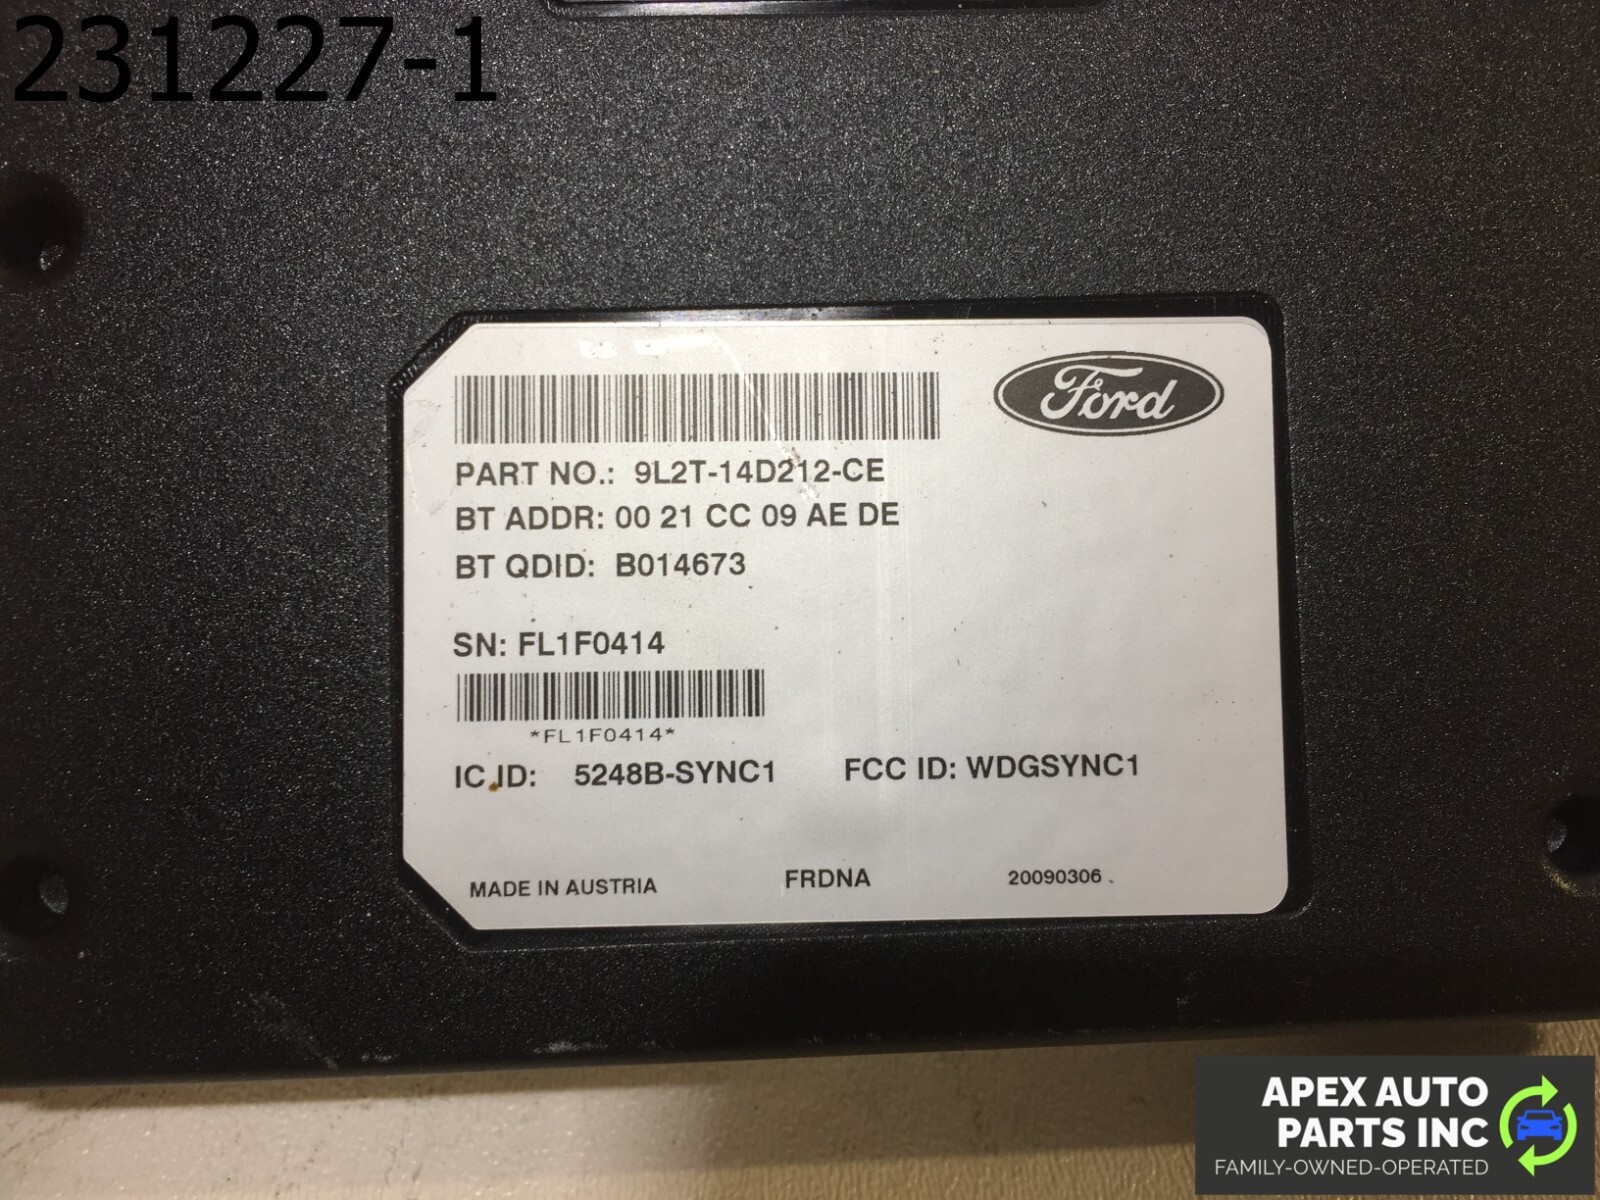 231227-1
Ford
PART NO.: 9L2T-14D212-CE
BT ADDR: 00 21 CC 09 AE DE
BT QDID: B014673
SN: FL1F0414
*FL1F0414*
IC ID: 5248B-SYNC1 FCC ID: WDGSYNC1
MADE IN AUSTRIA FRDNA 20090306
APEX AUTO
PARTS INC
FAMILY-OWNED-OPERATED